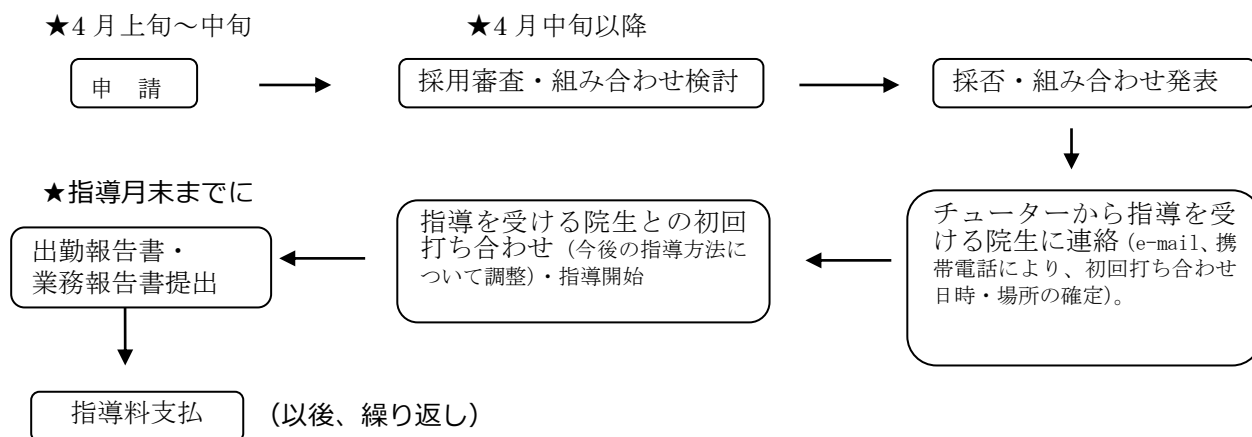 ★4月上旬～中旬
★4月中旬以降
申　請
採用審査・組み合わせ検討
採否・組み合わせ発表
チューターから指導を受
ける院生に連絡(e-mail、携
帯電話により、初回打ち合わせ
日時・場所の確定)。
指導を受ける院生との初回
打ち合わせ（今後の指導方法に
ついて調整）・指導開始
★指導月末までに
出勤報告書・
業務報告書提出
指導料支払
（以後、繰り返し）